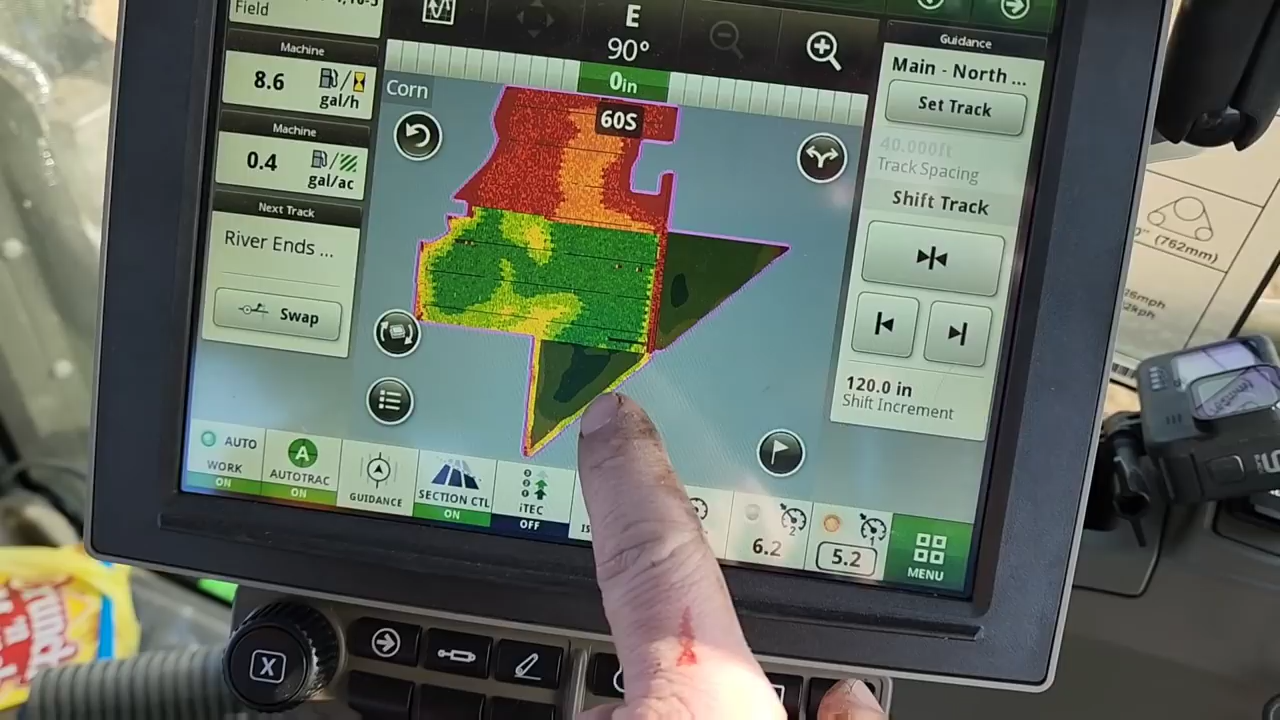 Field
Machine
8.6
gal/h
Machine
0.4
gal/ac
Next Track
River Ends ...
Swap
E
90°
0in
Corn
60S
Guidance
Main - North ...
Set Track
40.000ft
Track Spacing
Shift Track
120.0 in
Shift Increment
AUTO
WORK
ON
A
AUTOTRAC
ON
GUIDANCE
SECTION CTL
ON
iTEC
OFF
2
6.2
1
5.2
MENU
X
(762mm)